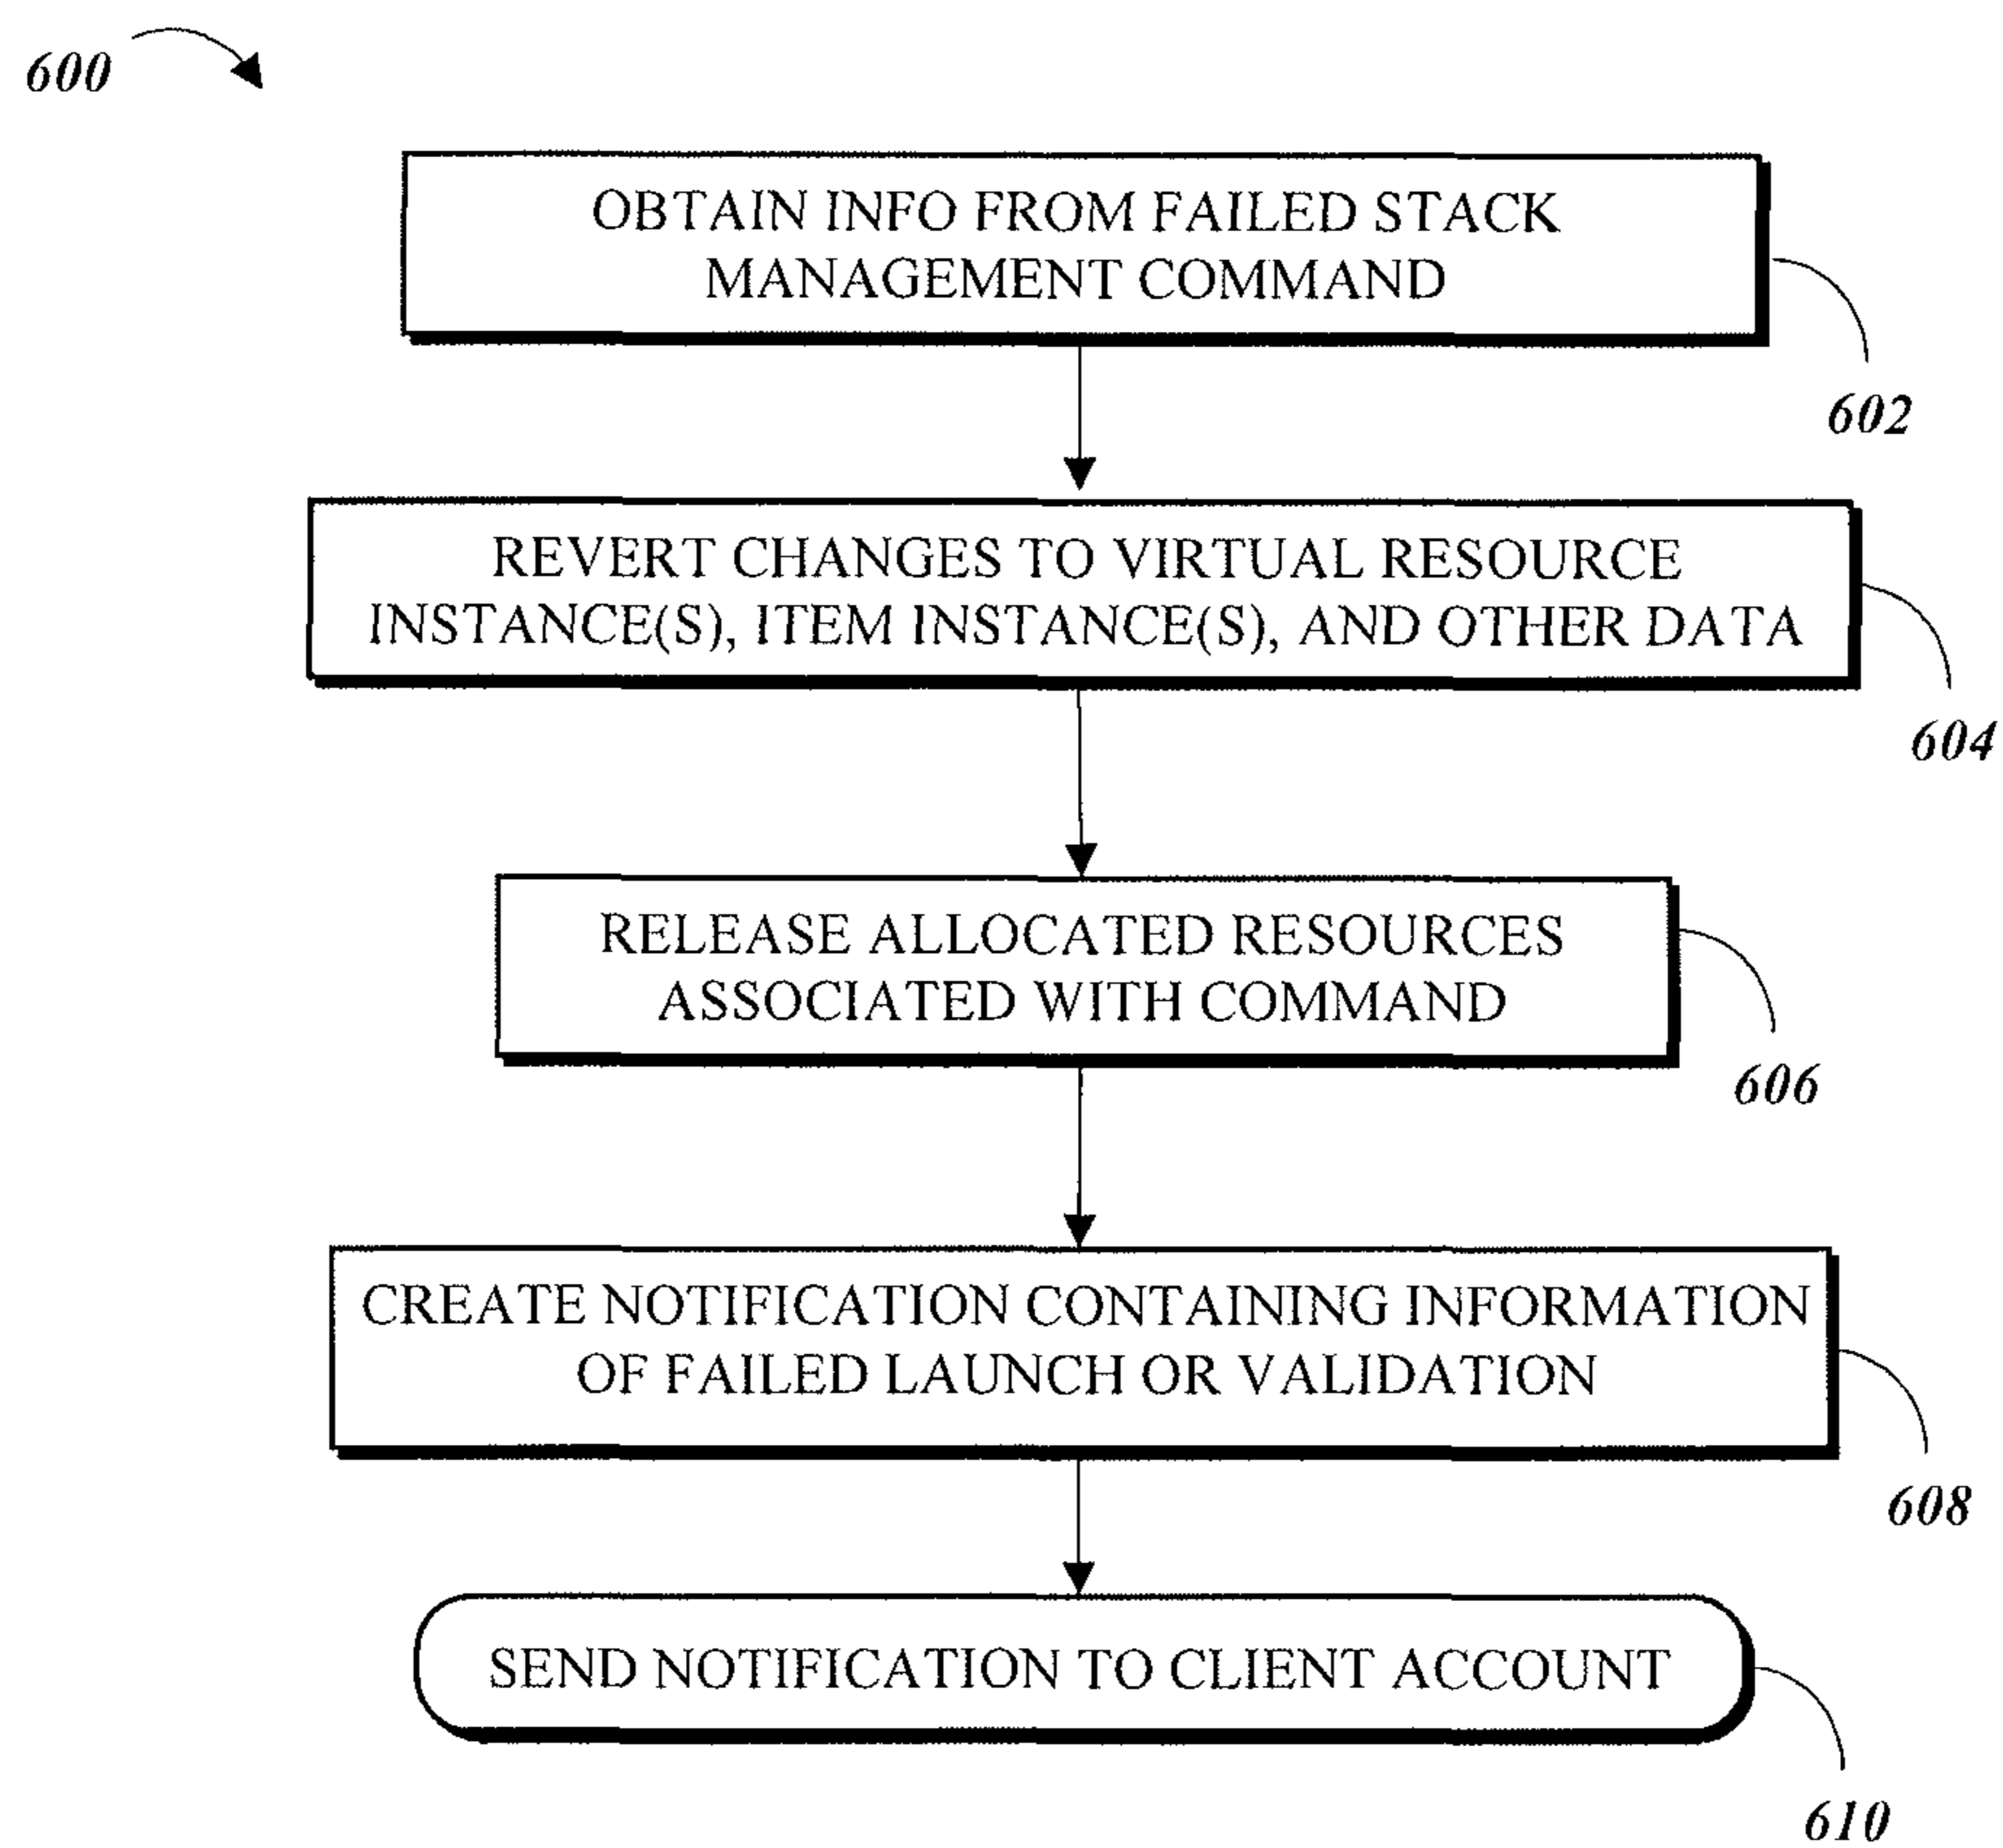 600
OBTAIN INFO FROM FAILED STACK
MANAGEMENT COMMAND
602
REVERT CHANGES TO VIRTUAL RESOURCE
INSTANCE(S), ITEM INSTANCE(S), AND OTHER DATA
604
RELEASE ALLOCATED RESOURCES
ASSOCIATED WITH COMMAND
606
CREATE NOTIFICATION CONTAINING INFORMATION
OF FAILED LAUNCH OR VALIDATION
608
SEND NOTIFICATION TO CLIENT ACCOUNT
610